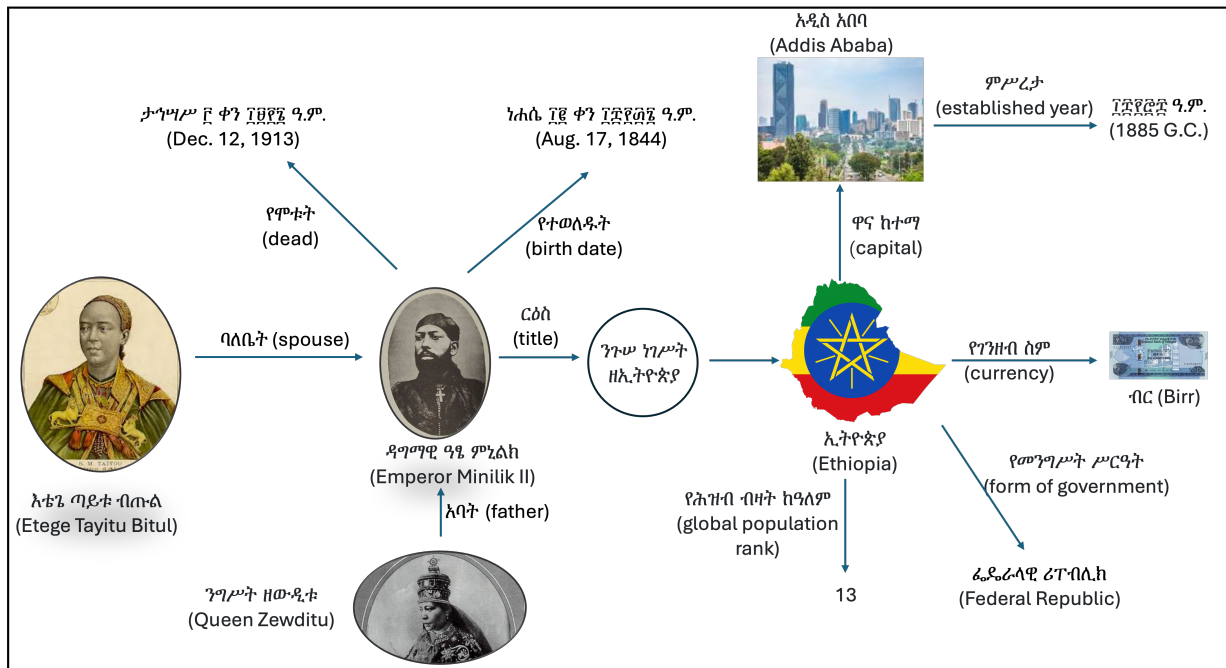 አዲስ አበባ
(Addis Ababa)
ታኅሣሥ ፫ ቀን ፲፱፻፮ ዓ.ም.
(Dec. 12, 1913)
ነሐሴ ፲፪ ቀን ፲፰፻፴፮ ዓ.ም.
(Aug. 17, 1844)
ምሥረታ
(established year)
፲፰፻፸፰ ዓ.ም.
(1885 G.C.)
የሞቱት
(dead)
የተወለዱት
(birth date)
ዋና ከተማ
(capital)
ባለቤት (spouse)
ርዕስ
(title)
ንጉሠ ነገሥት
ዘኢትዮጵያ
የገንዘብ ስም
(currency)
ብር (Birr)
S. M. TAÏTOU
እቴጌ ጣይቱ ብጡል
(Etege Tayitu Bitul)
ዳግማዊ ዓፄ ምኒልክ
(Emperor Minilik II)
ኢትዮጵያ
(Ethiopia)
የመንግሥት ሥርዓት
(form of government)
አባት (father)
የሕዝብ ብዛት ከዓለም
(global population
rank)
ንግሥት ዘውዲቱ
(Queen Zewditu)
13
ፌዴራላዊ ሪፐብሊክ
(Federal Republic)